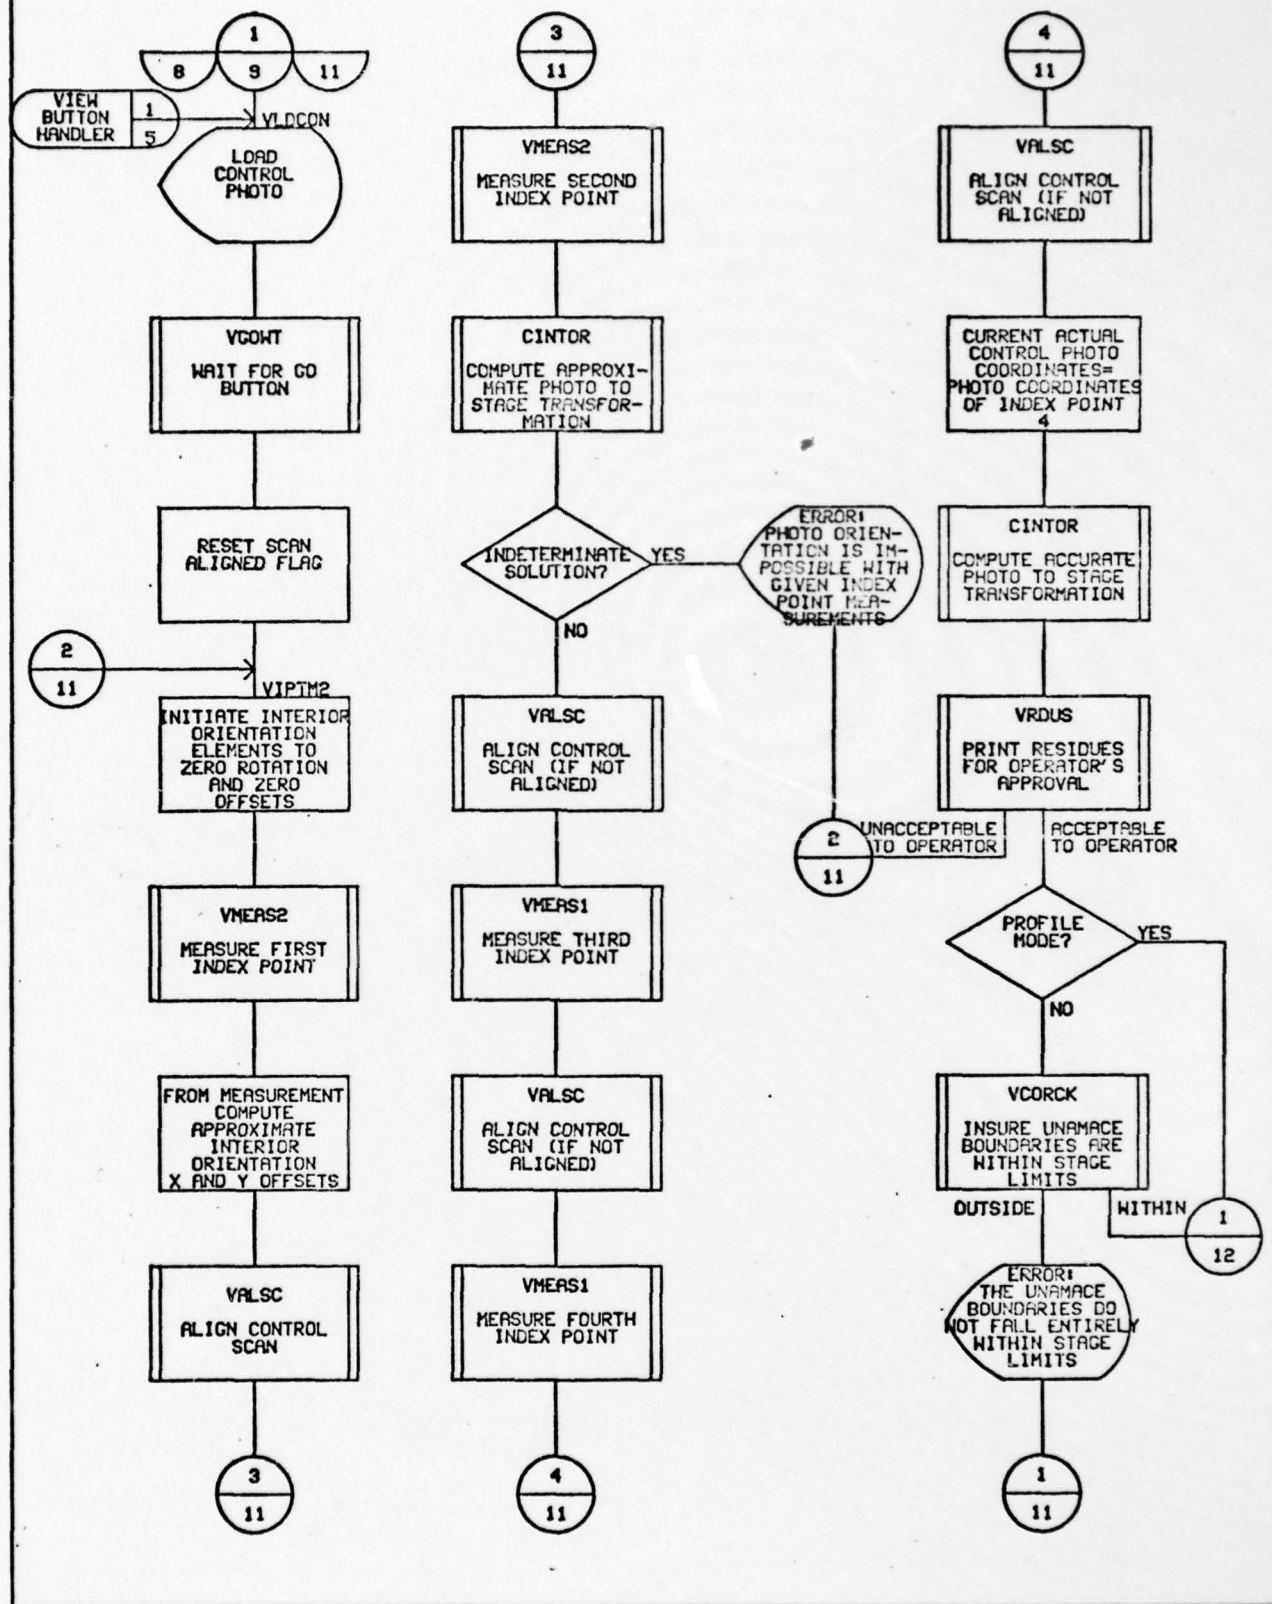 1
8
9
11
VIEW
BUTTON
HANDLER
1
5
VLDCON
LOAD
CONTROL
PHOTO
VGOWT
WAIT FOR GO
BUTTON
RESET SCAN
ALIGNED FLAG
2
11
VIPTM2
INITIATE INTERIOR
ORIENTATION
ELEMENTS TO
ZERO ROTATION
AND ZERO
OFFSETS
VMEAS2
MEASURE FIRST
INDEX POINT
FROM MEASUREMENT
COMPUTE
APPROXIMATE
INTERIOR
ORIENTATION
X AND Y OFFSETS
VALSC
ALIGN CONTROL
SCAN
3
11
3
11
VMEAS2
MEASURE SECOND
INDEX POINT
CINTOR
COMPUTE APPROXI-
MATE PHOTO TO
STAGE TRANSFOR-
MATION
INDETERMINATE
SOLUTION?
YES
NO
ERROR:
PHOTO ORIEN-
TATION IS IM-
POSSIBLE WITH
GIVEN INDEX
POINT MEA-
SUREMENTS
2
11
VALSC
ALIGN CONTROL
SCAN (IF NOT
ALIGNED)
VMEAS1
MEASURE THIRD
INDEX POINT
VALSC
ALIGN CONTROL
SCAN (IF NOT
ALIGNED)
VMEAS1
MEASURE FOURTH
INDEX POINT
4
11
4
11
VALSC
ALIGN CONTROL
SCAN (IF NOT
ALIGNED)
CURRENT ACTUAL
CONTROL PHOTO
COORDINATES=
PHOTO COORDINATES
OF INDEX POINT
4
CINTOR
COMPUTE ACCURATE
PHOTO TO STAGE
TRANSFORMATION
VRDUS
PRINT RESIDUES
FOR OPERATOR'S
APPROVAL
UNACCEPTABLE
TO OPERATOR
ACCEPTABLE
TO OPERATOR
PROFILE
MODE?
YES
NO
VCORCK
INSURE UNAMACE
BOUNDARIES ARE
WITHIN STAGE
LIMITS
OUTSIDE
WITHIN
1
12
ERROR:
THE UNAMACE
BOUNDARIES DO
NOT FALL ENTIRELY
WITHIN STAGE
LIMITS
1
11